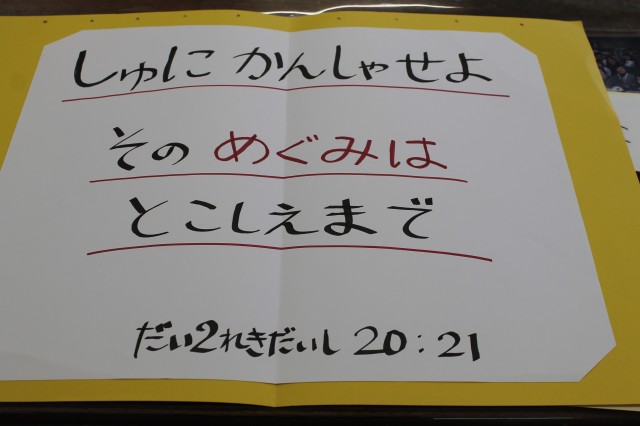 しゅに かんしゃせよ
その めぐみは
とこしえまで
だい2れきだいし 20:21